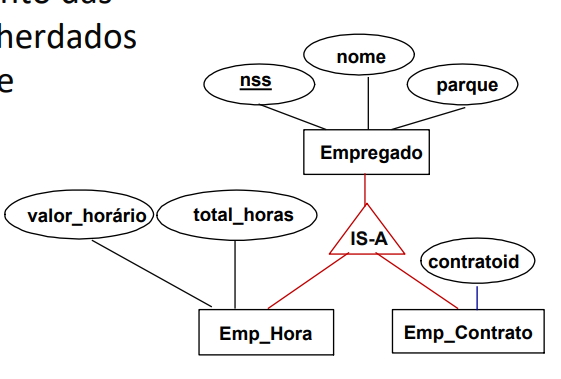 herdados
e
nome
nss
parque
Empregado
valor_horário
total_horas
IS-A
contratoid
Emp_Hora
Emp_Contrato